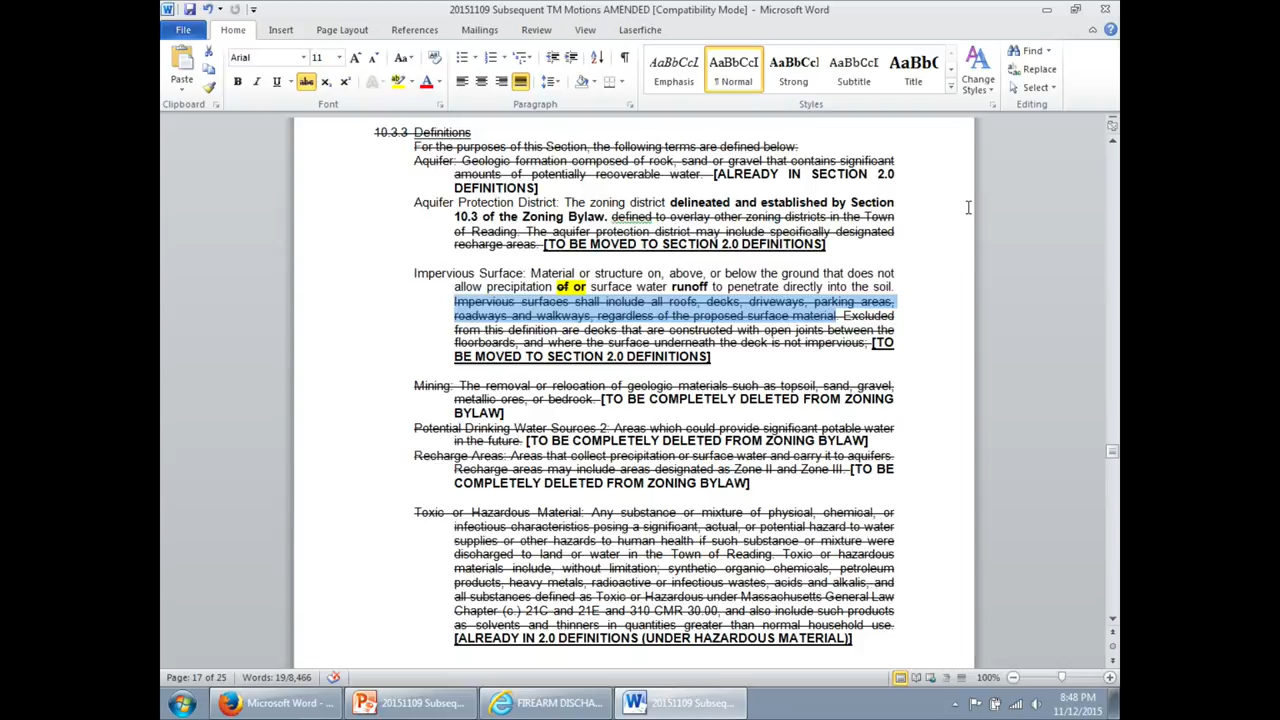 20151109 Subsequent TM Motions AMENDED [Compatibility Mode] - Microsoft Word
File Home Insert Page Layout References Mailings Review View Laserfiche
Arial 11 Aa
Paste
B I U abc x₂ x² A A
AaBbCcI AaBbCcI AaBbCc AaBbCcI AaBbC
Emphasis ¶ Normal Strong Subtitle Title
Change Styles
Find
Replace
Select
Clipboard Font Paragraph Styles Editing
10.3.3 Definitions
For the purposes of this Section, the following terms are defined below:
Aquifer: Geologic formation composed of rock, sand or gravel that contains significant
amounts of potentially recoverable water. [ALREADY IN SECTION 2.0
DEFINITIONS]
Aquifer Protection District: The zoning district delineated and established by Section
10.3 of the Zoning Bylaw. defined to overlay other zoning districts in the Town
of Reading. The aquifer protection district may include specifically designated
recharge areas. [TO BE MOVED TO SECTION 2.0 DEFINITIONS]
Impervious Surface: Material or structure on, above, or below the ground that does not
allow precipitation of or surface water runoff to penetrate directly into the soil.
Impervious surfaces shall include all roofs, decks, driveways, parking areas,
roadways and walkways, regardless of the proposed surface material. Excluded
from this definition are decks that are constructed with open joints between the
floorboards, and where the surface underneath the deck is not impervious; [TO
BE MOVED TO SECTION 2.0 DEFINITIONS]
Mining: The removal or relocation of geologic materials such as topsoil, sand, gravel,
metallic ores, or bedrock. [TO BE COMPLETELY DELETED FROM ZONING
BYLAW]
Potential Drinking Water Sources 2: Areas which could provide significant potable water
in the future. [TO BE COMPLETELY DELETED FROM ZONING BYLAW]
Recharge Areas: Areas that collect precipitation or surface water and carry it to aquifers.
Recharge areas may include areas designated as Zone II and Zone III. [TO BE
COMPLETELY DELETED FROM ZONING BYLAW]
Toxic or Hazardous Material: Any substance or mixture of physical, chemical, or
infectious characteristics posing a significant, actual, or potential hazard to water
supplies or other hazards to human health if such substance or mixture were
discharged to land or water in the Town of Reading. Toxic or hazardous
materials include, without limitation; synthetic organic chemicals, petroleum
products, heavy metals, radioactive or infectious wastes, acids and alkalis, and
all substances defined as Toxic or Hazardous under Massachusetts General Law
Chapter (c.) 21C and 21E and 310 CMR 30.00, and also include such products
as solvents and thinners in quantities greater than normal household use.
[ALREADY IN 2.0 DEFINITIONS (UNDER HAZARDOUS MATERIAL)]
Page: 17 of 25 Words: 19/8,466 100%
Microsoft Word - ... 20151109 Subseq... FIREARM DISCHA... 20151109 Subseq...
8:48 PM
11/12/2015